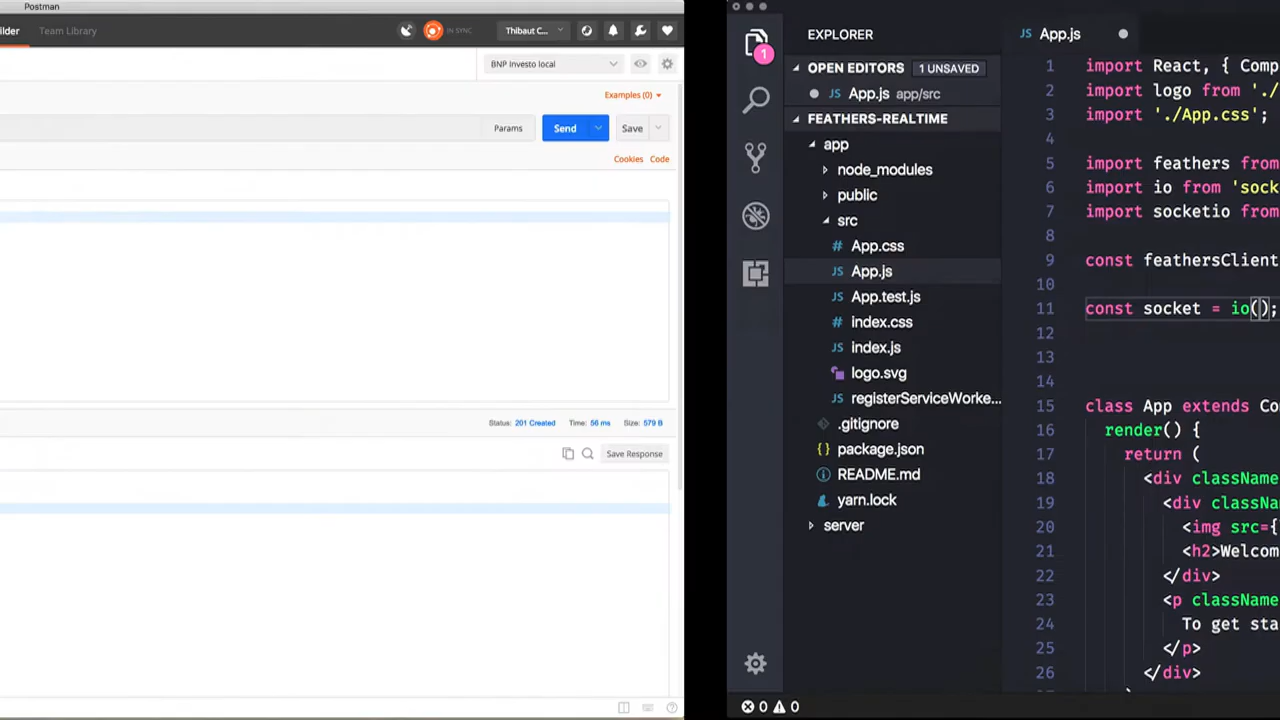 Postman
ilder
Team Library
IN SYNC
Thibaut C...
BNP Investo local
Examples (0)
Params
Send
Save
Cookies
Code
Status: 201 Created
Time: 56 ms
Size: 579 B
Save Response
EXPLORER
OPEN EDITORS 1 UNSAVED
App.js app/src
FEATHERS-REALTIME
app
node_modules
public
src
# App.css
JS App.js
JS App.test.js
# index.css
JS index.js
logo.svg
JS registerServiceWorke...
.gitignore
{} package.json
README.md
yarn.lock
server
1
0 0
JS App.js
1 import React, { Comp
2 import logo from './
3 import './App.css';
4
5 import feathers from
6 import io from 'sock
7 import socketio from
8
9 const feathersClient
10
11 const socket = io();
12
13
14
15 class App extends Co
16 render() {
17 return (
18 <div className
19 <div classNa
20 <img src={
21 <h2>Welcom
22 </div>
23 <p className
24 To get sta
25 </p>
26 </div>